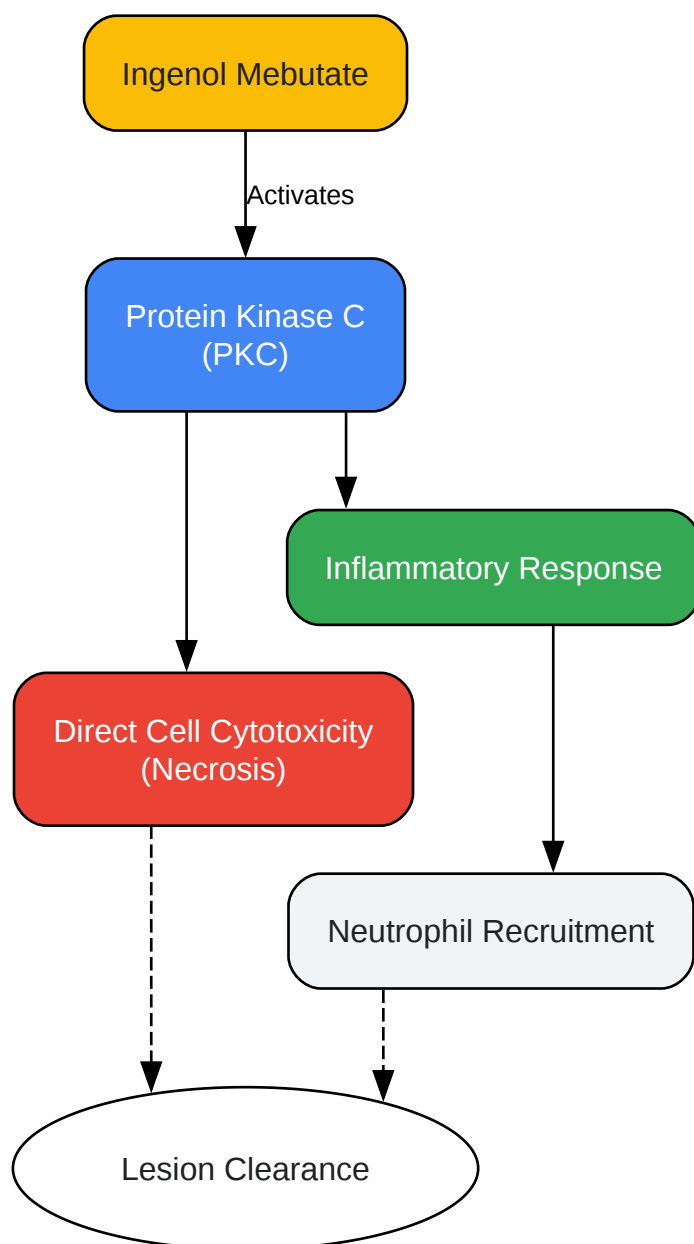 Ingenol Mebutate
Activates
Protein Kinase C
(PKC)
Inflammatory Response
Direct Cell Cytotoxicity
(Necrosis)
Neutrophil Recruitment
Lesion Clearance